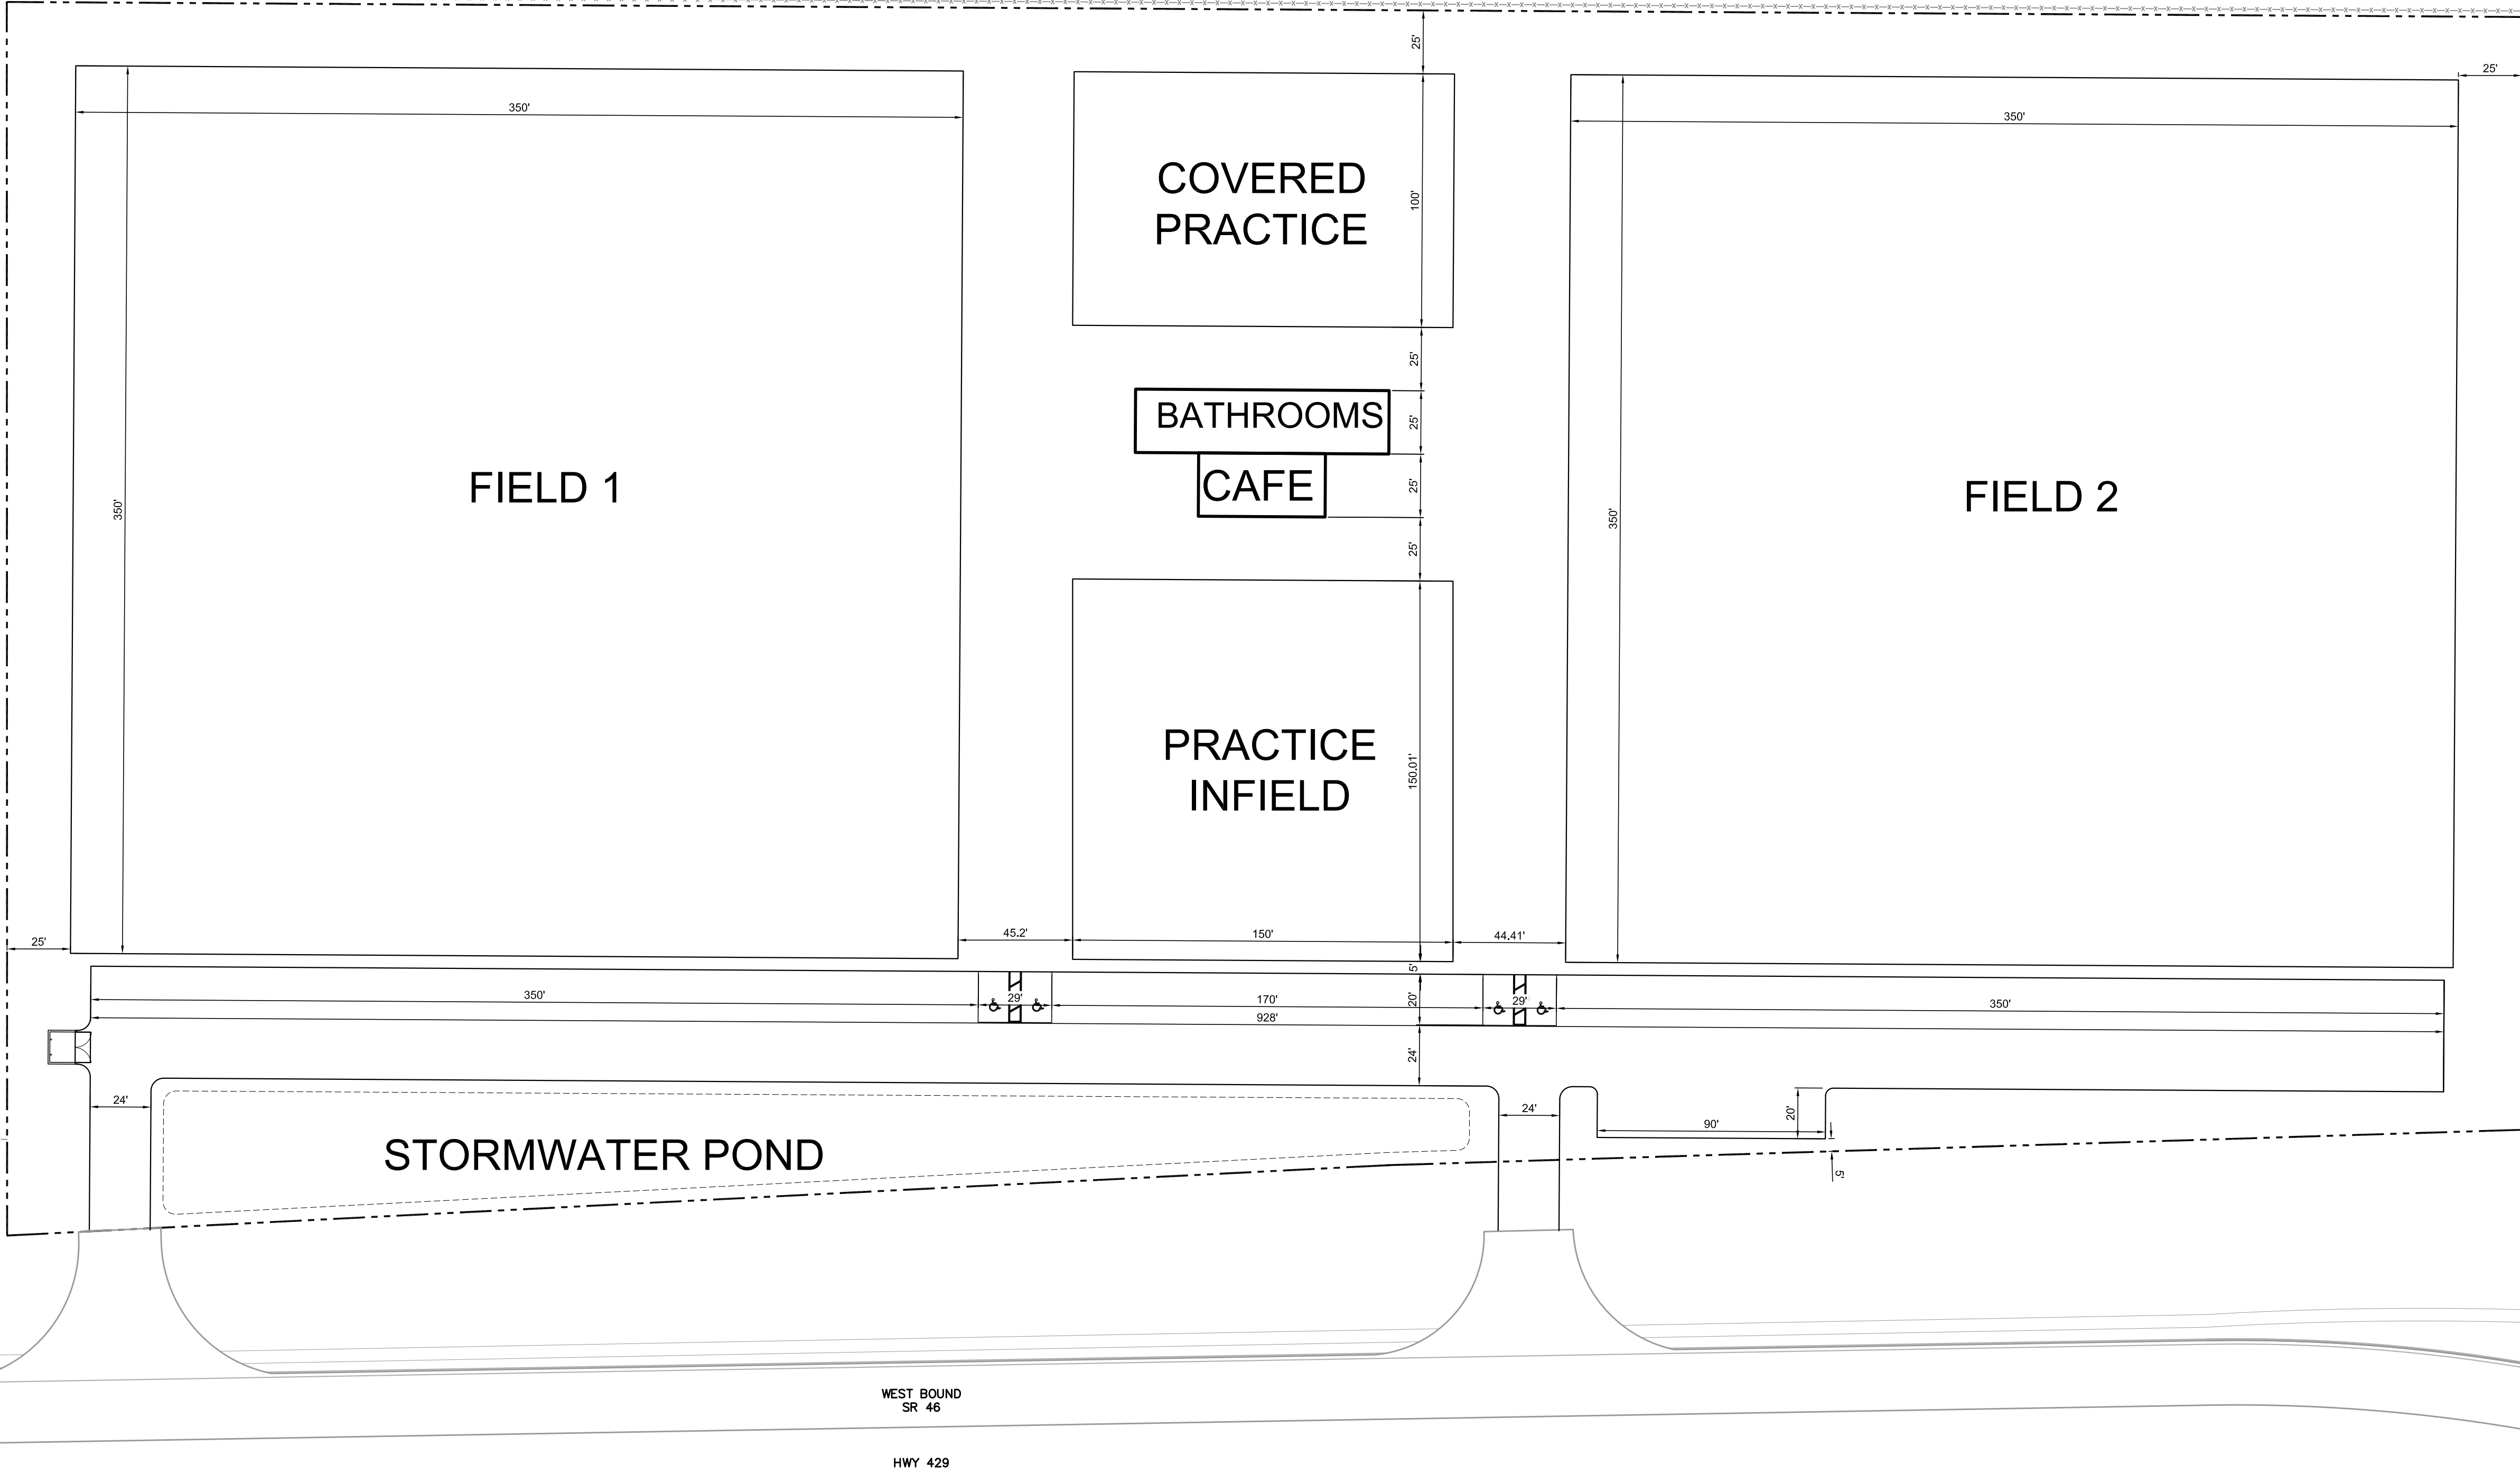 25'
25'
350'
350'
COVERED
PRACTICE
100'
25'
BATHROOMS
25'
CAFE
25'
FIELD 1
FIELD 2
350'
350'
25'
PRACTICE
INFIELD
150.01'
25'
45.2'
150'
44.41'
5'
350'
29'
170'
20'
29'
350'
928'
24'
24'
24'
20'
90'
STORMWATER POND
5'
WEST BOUND
SR 46
HWY 429